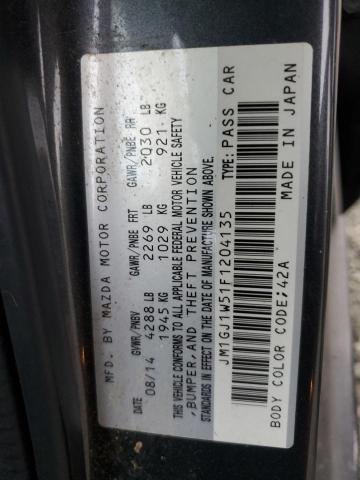 MFD. BY MAZDA MOTOR CORPORATION
GVWR/PNBV GAWR/PNBE FRT GAWR/PNBE RR
08/14 4288 LB 2269 LB 2030 LB
1945 KG 1029 KG 921 KG
THIS VEHICLE CONFORMS TO ALL APPLICABLE FEDERAL MOTOR VEHICLE SAFETY
,BUMPER,AND THEFT PREVENTION
STANDARDS IN EFFECT ON THE DATE OF MANUFACTURE SHOWN ABOVE.
JM1GJ1W51F1204135 TYPE: PASS CAR
BODY COLOR CODE;42A MADE IN JAPAN